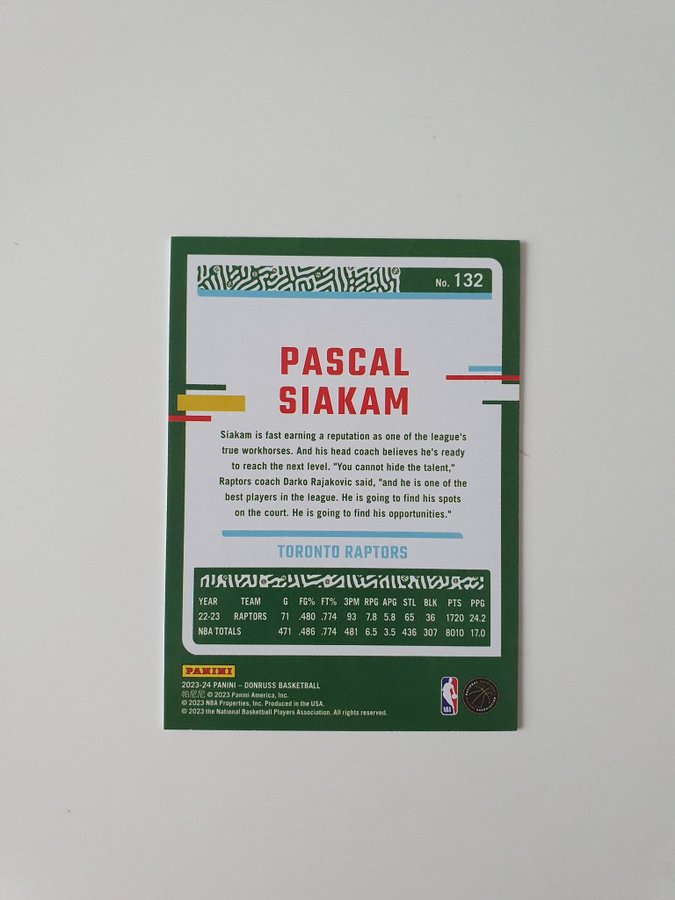 No. 132
PASCAL
SIAKAM
Siakam is fast earning a reputation as one of the league's
true workhorses. And his head coach believes he's ready
to reach the next level. "You cannot hide the talent,"
Raptors coach Darko Rajakovic said, "and he is one of the
best players in the league. He is going to find his spots
on the court. He is going to find his opportunities."
TORONTO RAPTORS
YEAR TEAM G FG% FT% 3PM RPG APG STL BLK PTS PPG
22-23 RAPTORS 71 .480 .774 93 7.8 5.8 65 36 1720 24.2
NBA TOTALS 471 .486 .774 481 6.5 3.5 436 307 8010 17.0
PANINI
2023-24 PANINI – DONRUSS BASKETBALL
帕尼尼 © 2023 Panini America, Inc.
© 2023 NBA Properties, Inc. Produced in the USA.
© 2023 the National Basketball Players Association. All rights reserved.
NBA